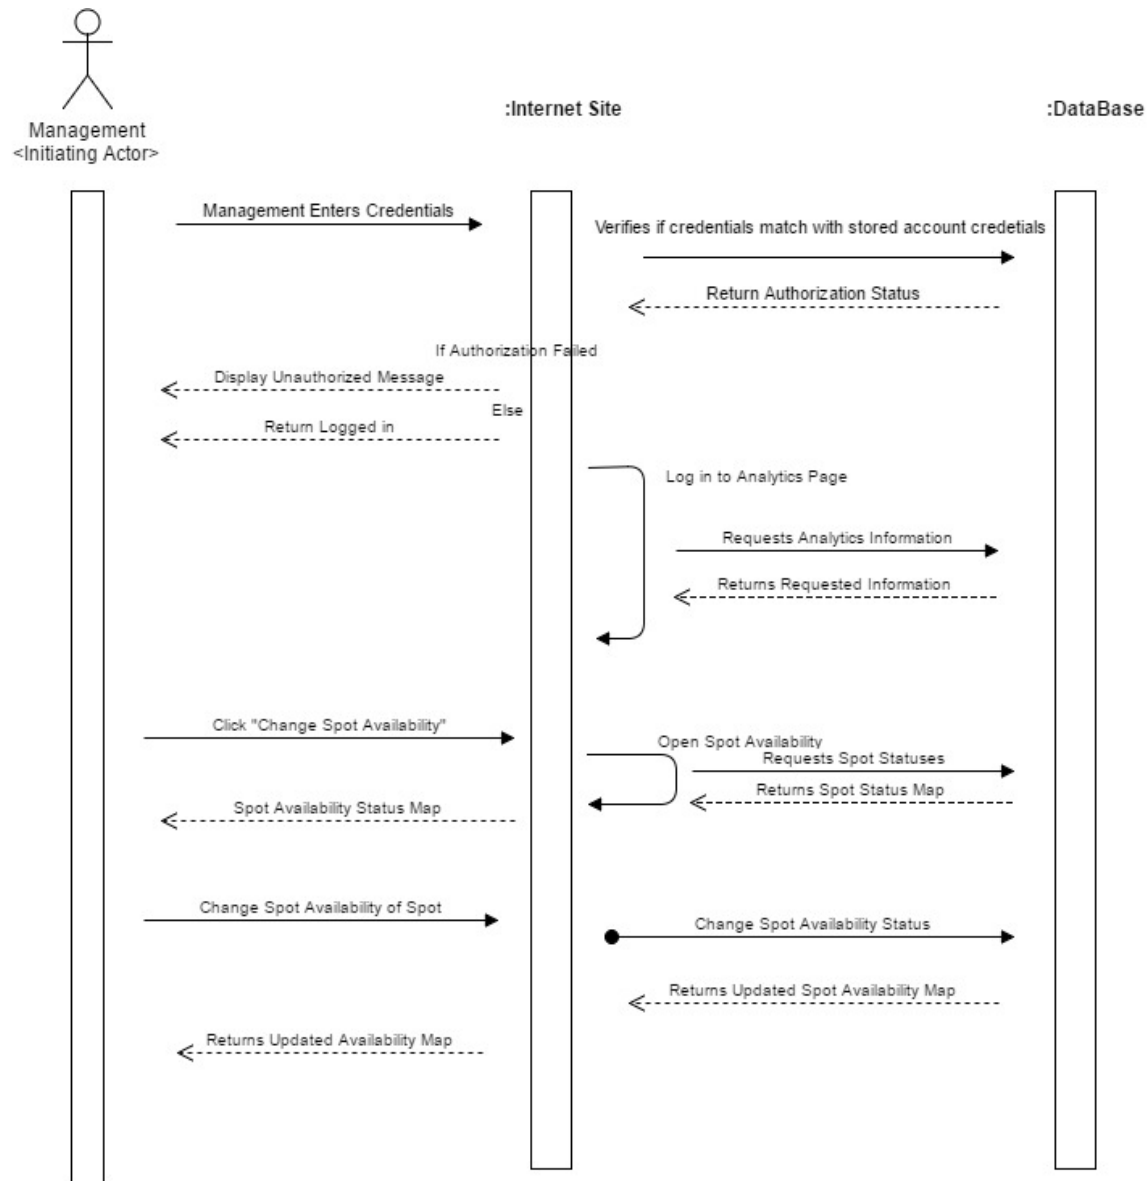 Management
<Initiating Actor>
:Internet Site
:DataBase
Management Enters Credentials
Verifies if credentials match with stored account credetials
Return Authorization Status
If Authorization Failed
Display Unauthorized Message
Else
Return Logged in
Log in to Analytics Page
Requests Analytics Information
Returns Requested Information
Click "Change Spot Availability"
Open Spot Availability
Requests Spot Statuses
Returns Spot Status Map
Spot Availability Status Map
Change Spot Availability of Spot
Change Spot Availability Status
Returns Updated Spot Availability Map
Returns Updated Availability Map